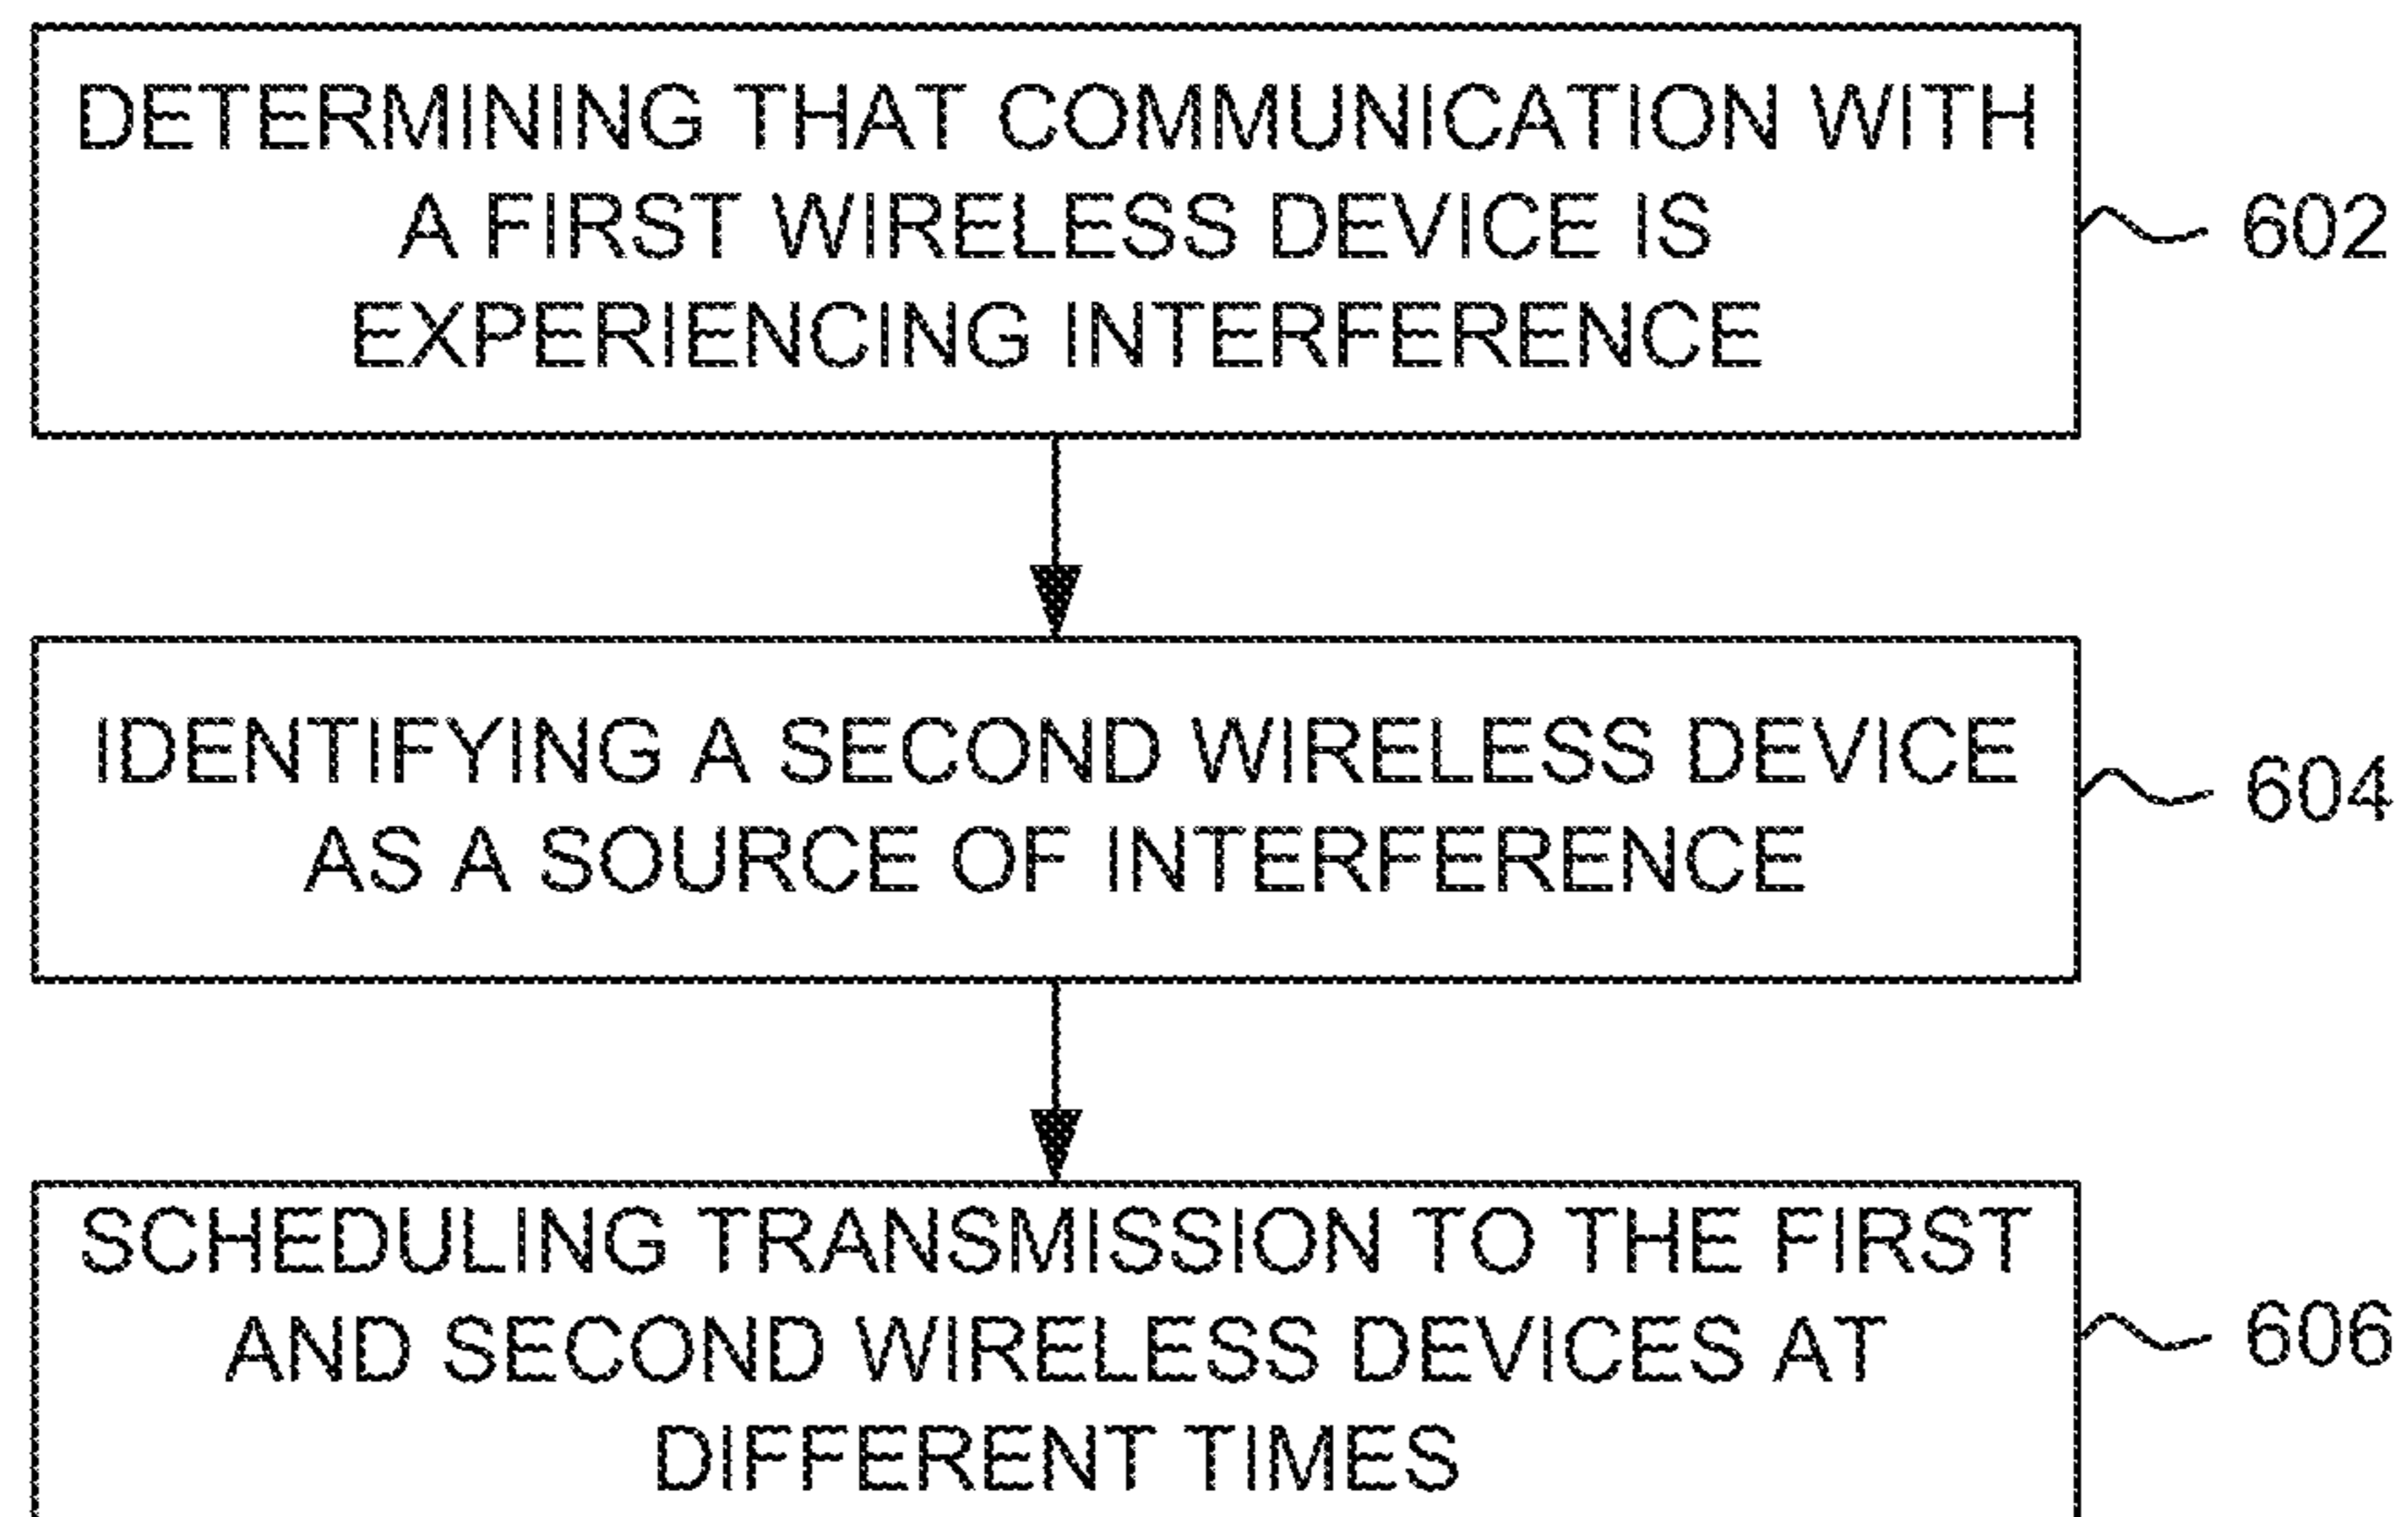 DETERMINING THAT COMMUNICATION WITH
A FIRST WIRELESS DEVICE IS
EXPERIENCING INTERFERENCE
602
IDENTIFYING A SECOND WIRELESS DEVICE
AS A SOURCE OF INTERFERENCE
604
SCHEDULING TRANSMISSION TO THE FIRST
AND SECOND WIRELESS DEVICES AT
DIFFERENT TIMES
606